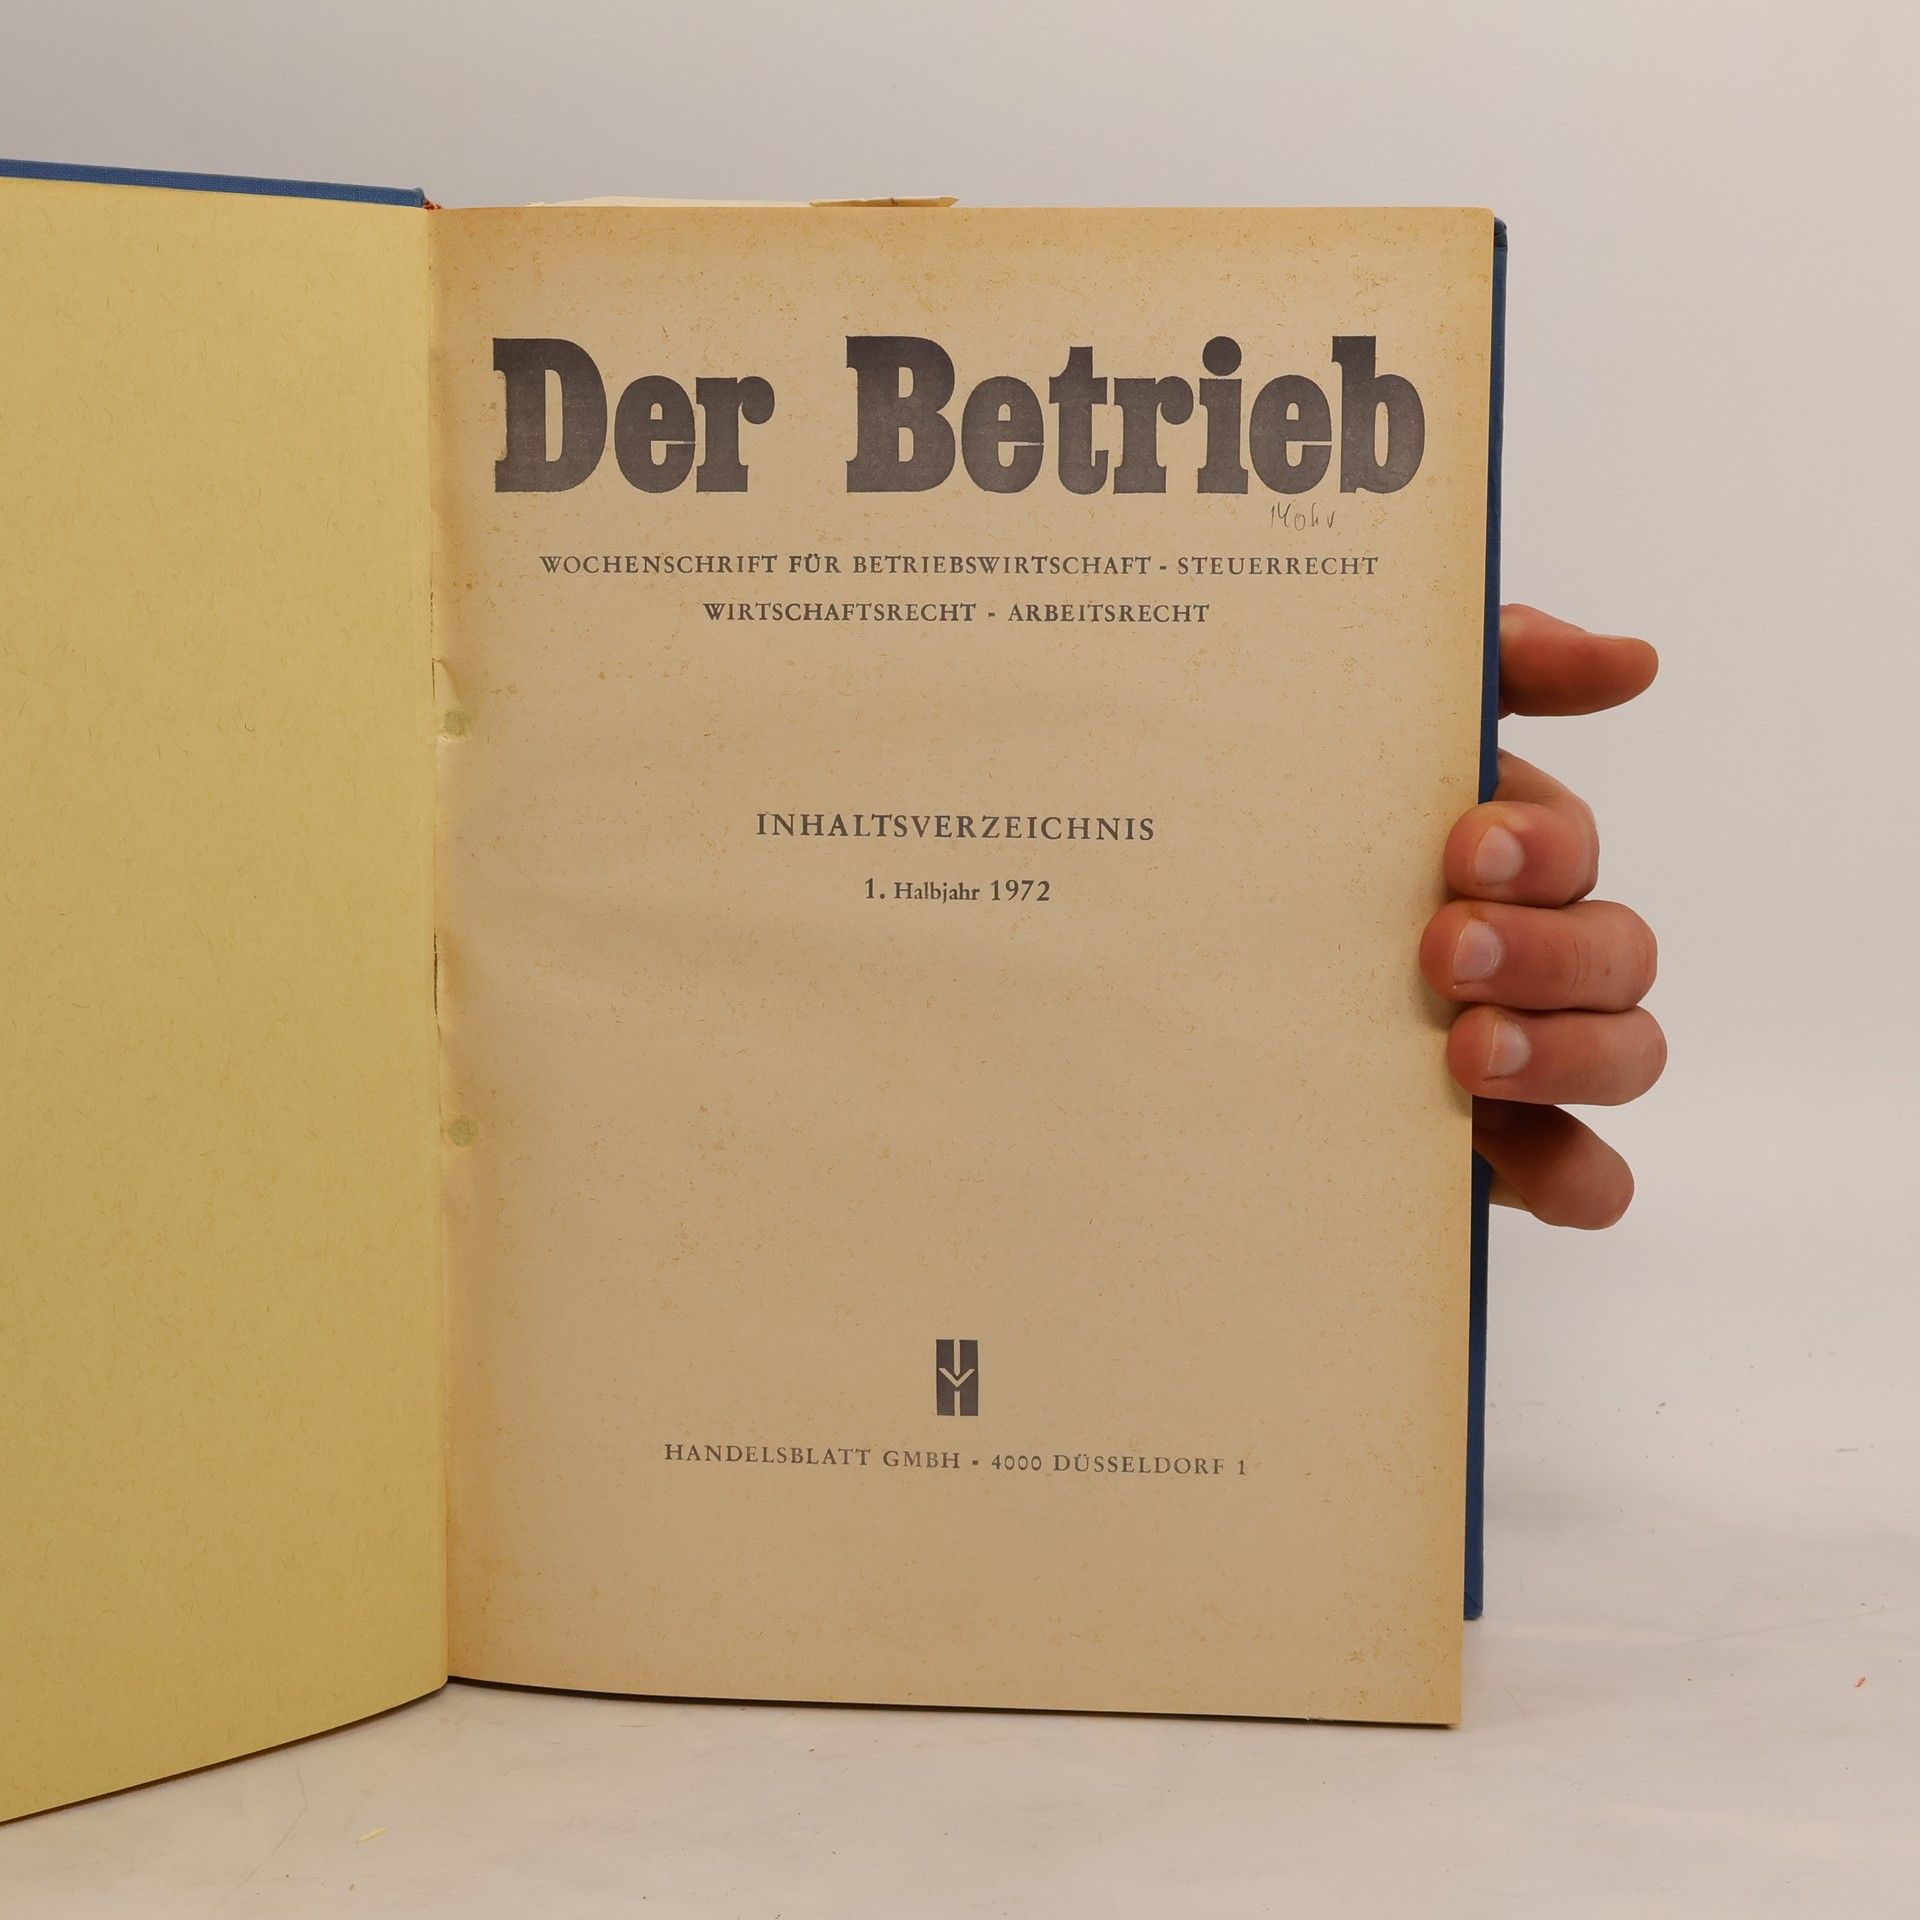 Der Betrieb
WOCHENSCHRIFT FÜR BETRIEBSWIRTSCHAFT - STEUERRECHT
WIRTSCHAFTSRECHT - ARBEITSRECHT
INHALTSVERZEICHNIS
1. Halbjahr 1972
HANDELSBLATT GMBH - 4000 DÜSSELDORF 1